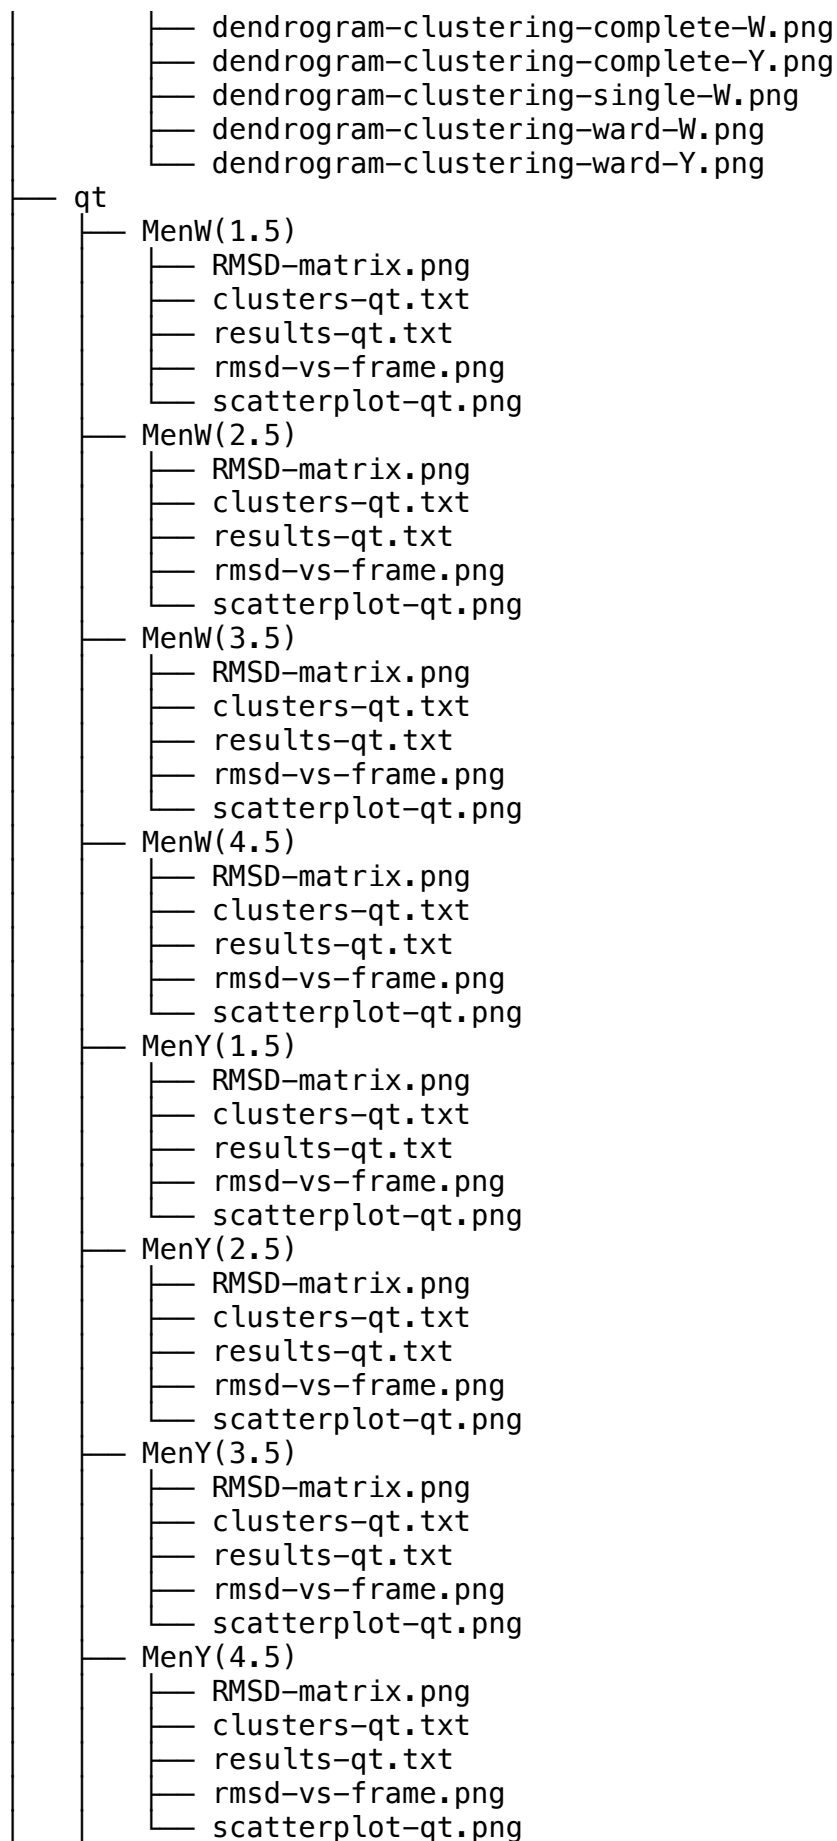 ├── dendrogram-clustering-complete-W.png
├── dendrogram-clustering-complete-Y.png
├── dendrogram-clustering-single-W.png
├── dendrogram-clustering-ward-W.png
└── dendrogram-clustering-ward-Y.png
├── qt
├── MenW(1.5)
├── RMSD-matrix.png
├── clusters-qt.txt
├── results-qt.txt
├── rmsd-vs-frame.png
└── scatterplot-qt.png
├── MenW(2.5)
├── RMSD-matrix.png
├── clusters-qt.txt
├── results-qt.txt
├── rmsd-vs-frame.png
└── scatterplot-qt.png
├── MenW(3.5)
├── RMSD-matrix.png
├── clusters-qt.txt
├── results-qt.txt
├── rmsd-vs-frame.png
└── scatterplot-qt.png
├── MenW(4.5)
├── RMSD-matrix.png
├── clusters-qt.txt
├── results-qt.txt
├── rmsd-vs-frame.png
└── scatterplot-qt.png
├── MenY(1.5)
├── RMSD-matrix.png
├── clusters-qt.txt
├── results-qt.txt
├── rmsd-vs-frame.png
└── scatterplot-qt.png
├── MenY(2.5)
├── RMSD-matrix.png
├── clusters-qt.txt
├── results-qt.txt
├── rmsd-vs-frame.png
└── scatterplot-qt.png
├── MenY(3.5)
├── RMSD-matrix.png
├── clusters-qt.txt
├── results-qt.txt
├── rmsd-vs-frame.png
└── scatterplot-qt.png
├── MenY(4.5)
├── RMSD-matrix.png
├── clusters-qt.txt
├── results-qt.txt
├── rmsd-vs-frame.png
└── scatterplot-qt.png